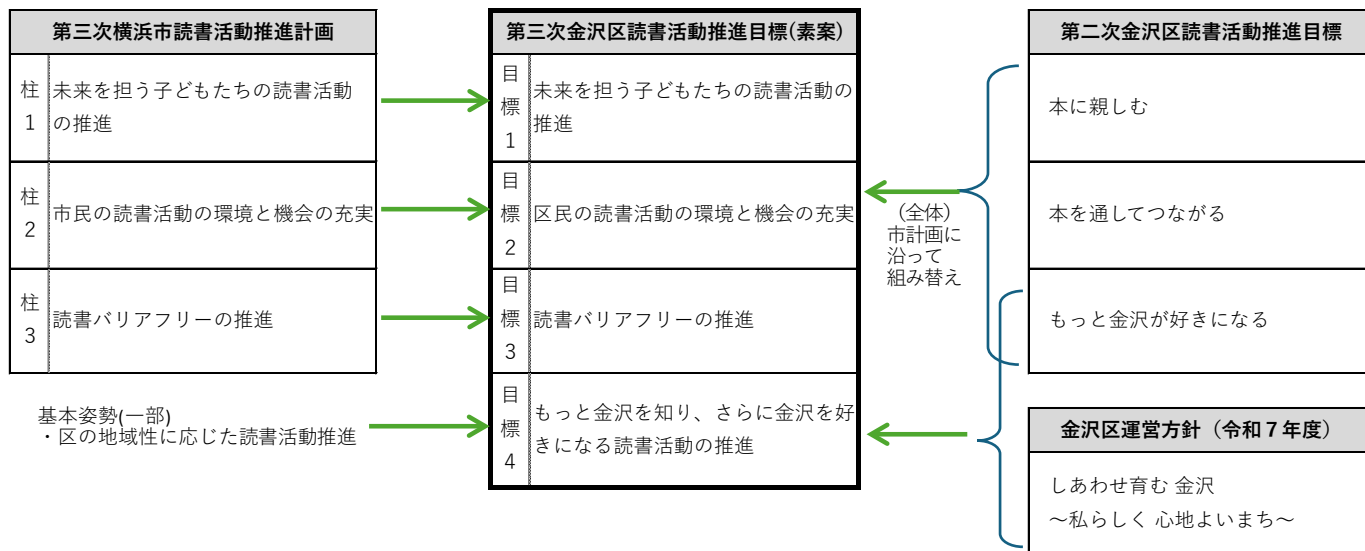 第三次横浜市読書活動推進計画
柱
1
未来を担う子どもたちの読書活動
の推進
柱
2
市民の読書活動の環境と機会の充実
柱
3
読書バリアフリーの推進
基本姿勢(一部)
・区の地域性に応じた読書活動推進
第三次金沢区読書活動推進目標(素案)
目
標
1
未来を担う子どもたちの読書活動の
推進
目
標
2
区民の読書活動の環境と機会の充実
目
標
3
読書バリアフリーの推進
目
標
4
もっと金沢を知り、さらに金沢を好
きになる読書活動の推進
(全体)
市計画に
沿って
組み替え
第二次金沢区読書活動推進目標
本に親しむ
本を通してつながる
もっと金沢が好きになる
金沢区運営方針（令和７年度）
しあわせ育む 金沢
～私らしく 心地よいまち～